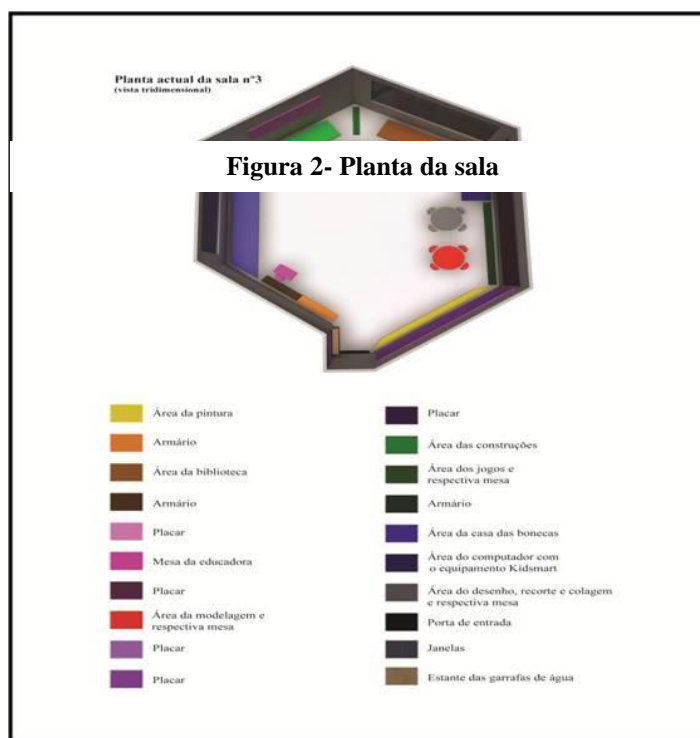 Planta actual da sala nº3
(vista tridimensional)
Figura 2- Planta da sala
Área da pintura
Armário
Área da biblioteca
Armário
Placar
Mesa da educadora
Placar
Área da modelagem e
respectiva mesa
Placar
Placar
Placar
Área das construções
Área dos jogos e
respectiva mesa
Armário
Área da casa das bonecas
Área do computador com
o equipamento Kidsmart
Área do desenho, recorte e colagem
e respectiva mesa
Porta de entrada
Janelas
Estante das garrafas de água